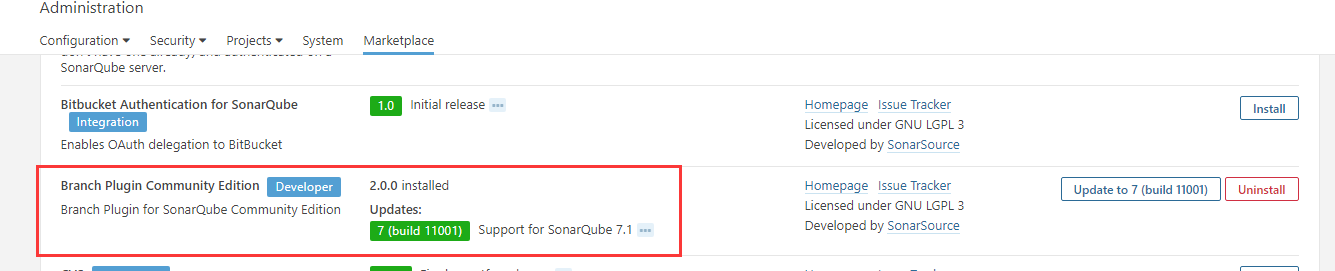 Administration
Configuration Security Projects System Marketplace
SonarQube server.
Bitbucket Authentication for SonarQube 1.0 Initial release ... Homepage Issue Tracker Install
Integration Licensed under GNU LGPL 3
Enables OAuth delegation to BitBucket Developed by SonarSource
Branch Plugin Community Edition Developer 2.0.0 installed Homepage Issue Tracker Update to 7 (build 11001) Uninstall
Branch Plugin for SonarQube Community Edition Updates: Licensed under GNU LGPL 3
7 (build 11001) Support for SonarQube 7.1 ... Developed by SonarSource